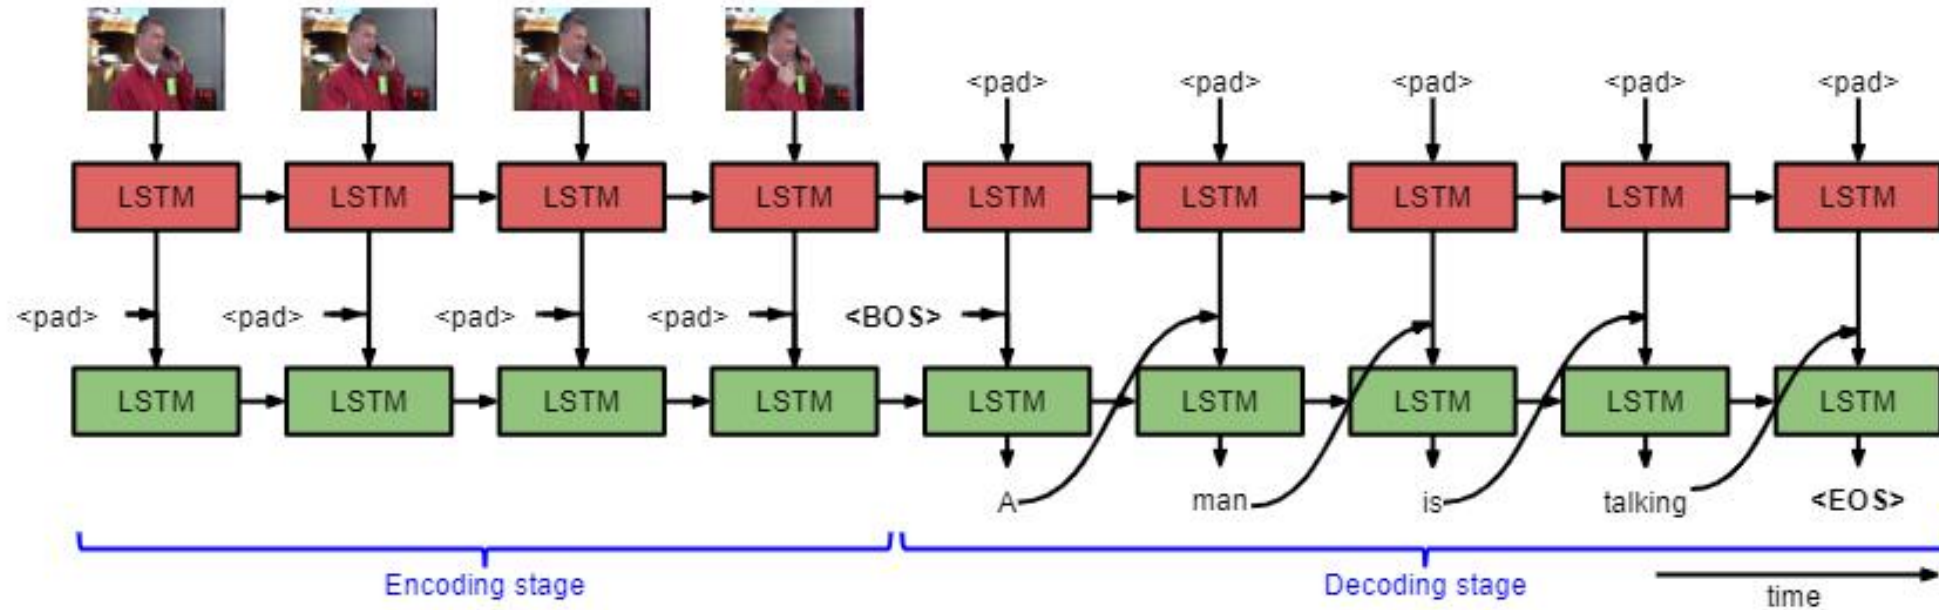 <pad> <pad> <pad> <pad> <pad>
LSTM LSTM LSTM LSTM LSTM LSTM LSTM LSTM LSTM
<pad> <pad> <pad> <pad> <BOS>
LSTM LSTM LSTM LSTM LSTM LSTM LSTM LSTM LSTM
A man is talking <EOS>
Encoding stage Decoding stage
time